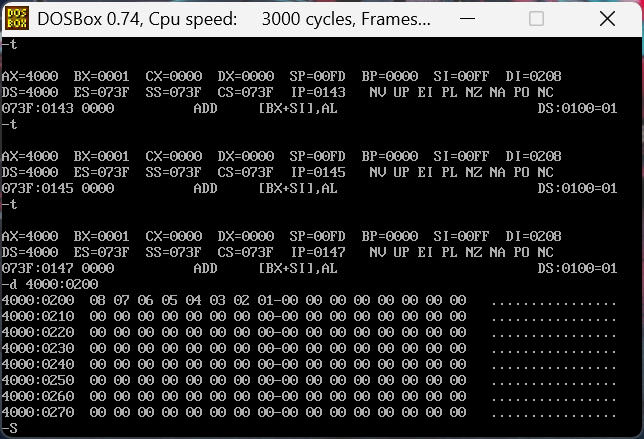 DOS BOX DOSBox 0.74, Cpu speed: 3000 cycles, Frames...
-t
AX=4000 BX=0001 CX=0000 DX=0000 SP=00FD BP=0000 SI=00FF DI=0208
DS=4000 ES=073F SS=073F CS=073F IP=0143 NV UP EI PL NZ NA PO NC
073F:0143 0000 ADD [BX+SI],AL DS:0100=01
-t
AX=4000 BX=0001 CX=0000 DX=0000 SP=00FD BP=0000 SI=00FF DI=0208
DS=4000 ES=073F SS=073F CS=073F IP=0145 NV UP EI PL NZ NA PO NC
073F:0145 0000 ADD [BX+SI],AL DS:0100=01
-t
AX=4000 BX=0001 CX=0000 DX=0000 SP=00FD BP=0000 SI=00FF DI=0208
DS=4000 ES=073F SS=073F CS=073F IP=0147 NV UP EI PL NZ NA PO NC
073F:0147 0000 ADD [BX+SI],AL DS:0100=01
-d 4000:0200
4000:0200 08 07 06 05 04 03 02 01-00 00 00 00 00 00 00 00 ................
4000:0210 00 00 00 00 00 00 00 00-00 00 00 00 00 00 00 00 ................
4000:0220 00 00 00 00 00 00 00 00-00 00 00 00 00 00 00 00 ................
4000:0230 00 00 00 00 00 00 00 00-00 00 00 00 00 00 00 00 ................
4000:0240 00 00 00 00 00 00 00 00-00 00 00 00 00 00 00 00 ................
4000:0250 00 00 00 00 00 00 00 00-00 00 00 00 00 00 00 00 ................
4000:0260 00 00 00 00 00 00 00 00-00 00 00 00 00 00 00 00 ................
4000:0270 00 00 00 00 00 00 00 00-00 00 00 00 00 00 00 00 ................
-S